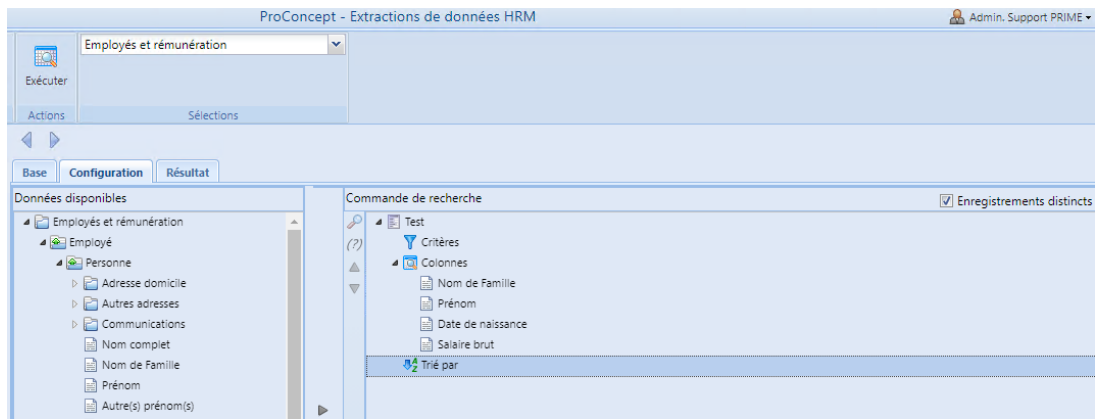 ProConcept - Extractions de données HRM
Admin. Support PRIME
Employés et rémunération
Exécuter
Actions
Sélections
Base
Configuration
Résultat
Données disponibles
Employés et rémunération
Employé
Personne
Adresse domicile
Autres adresses
Communications
Nom complet
Nom de Famille
Prénom
Autre(s) prénom(s)
(?)
Commande de recherche
Enregistrements distincts
Test
Critères
Colonnes
Nom de Famille
Prénom
Date de naissance
Salaire brut
Trié par